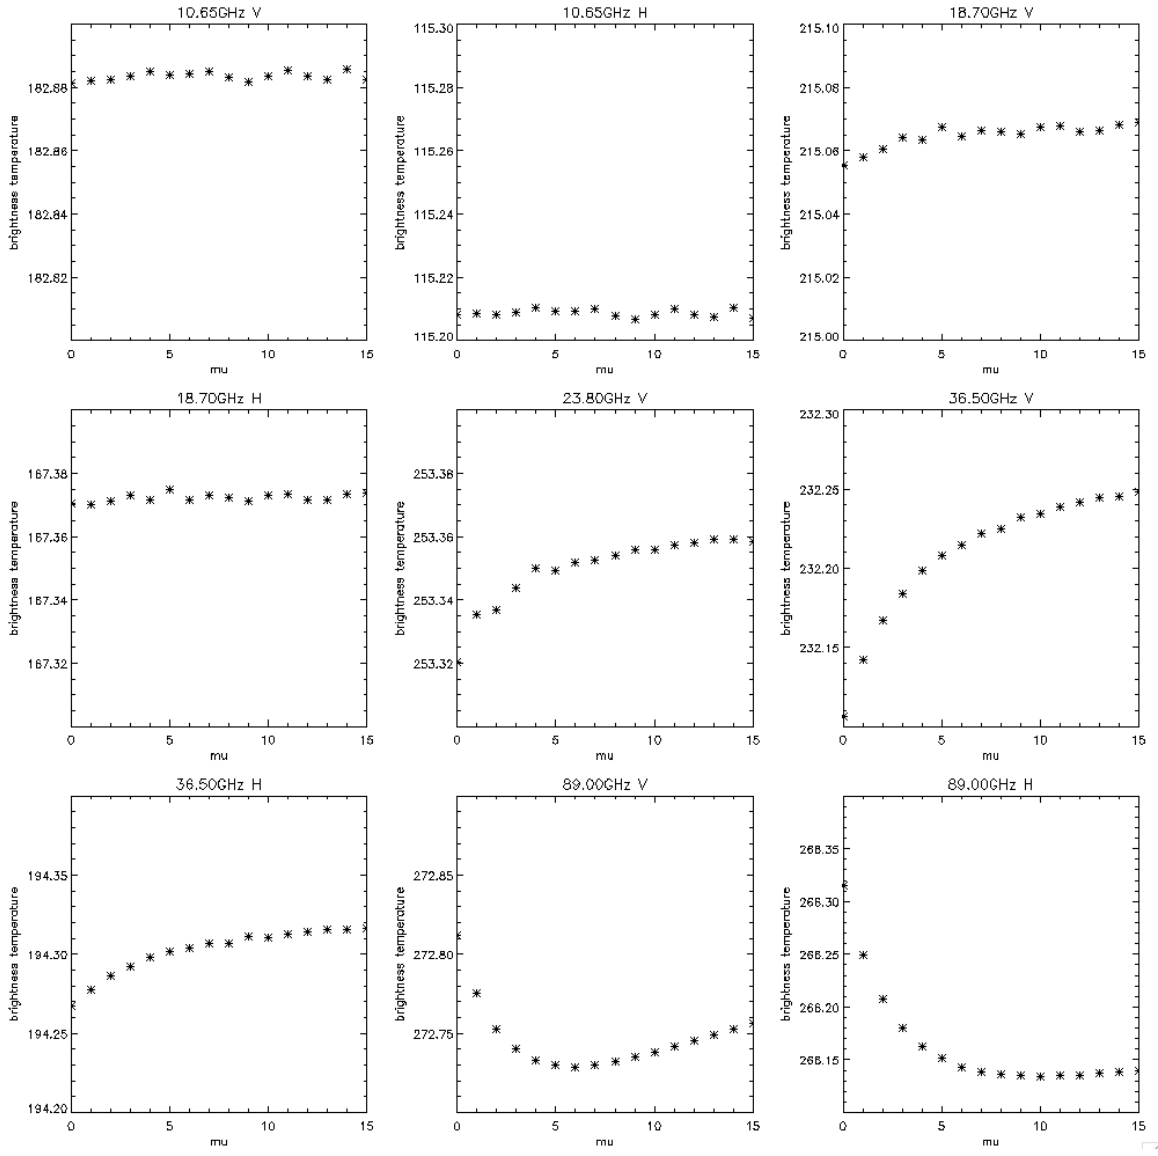 10.65GHz V
10.65GHz H
18.70GHz V
182.88
182.86
182.84
182.82
brightness temperature
0 5 10 15
mu
115.30
115.28
115.26
115.24
115.22
115.20
brightness temperature
0 5 10 15
mu
215.10
215.08
215.06
215.04
215.02
215.00
brightness temperature
0 5 10 15
mu
18.70GHz H
23.80GHz V
36.50GHz V
167.38
167.36
167.34
167.32
brightness temperature
0 5 10 15
mu
253.38
253.36
253.34
253.32
brightness temperature
0 5 10 15
mu
232.30
232.25
232.20
232.15
brightness temperature
0 5 10 15
mu
36.50GHz H
89.00GHz V
89.00GHz H
194.35
194.30
194.25
194.20
brightness temperature
0 5 10 15
mu
272.85
272.80
272.75
brightness temperature
0 5 10 15
mu
268.35
268.30
268.25
268.20
268.15
brightness temperature
0 5 10 15
mu